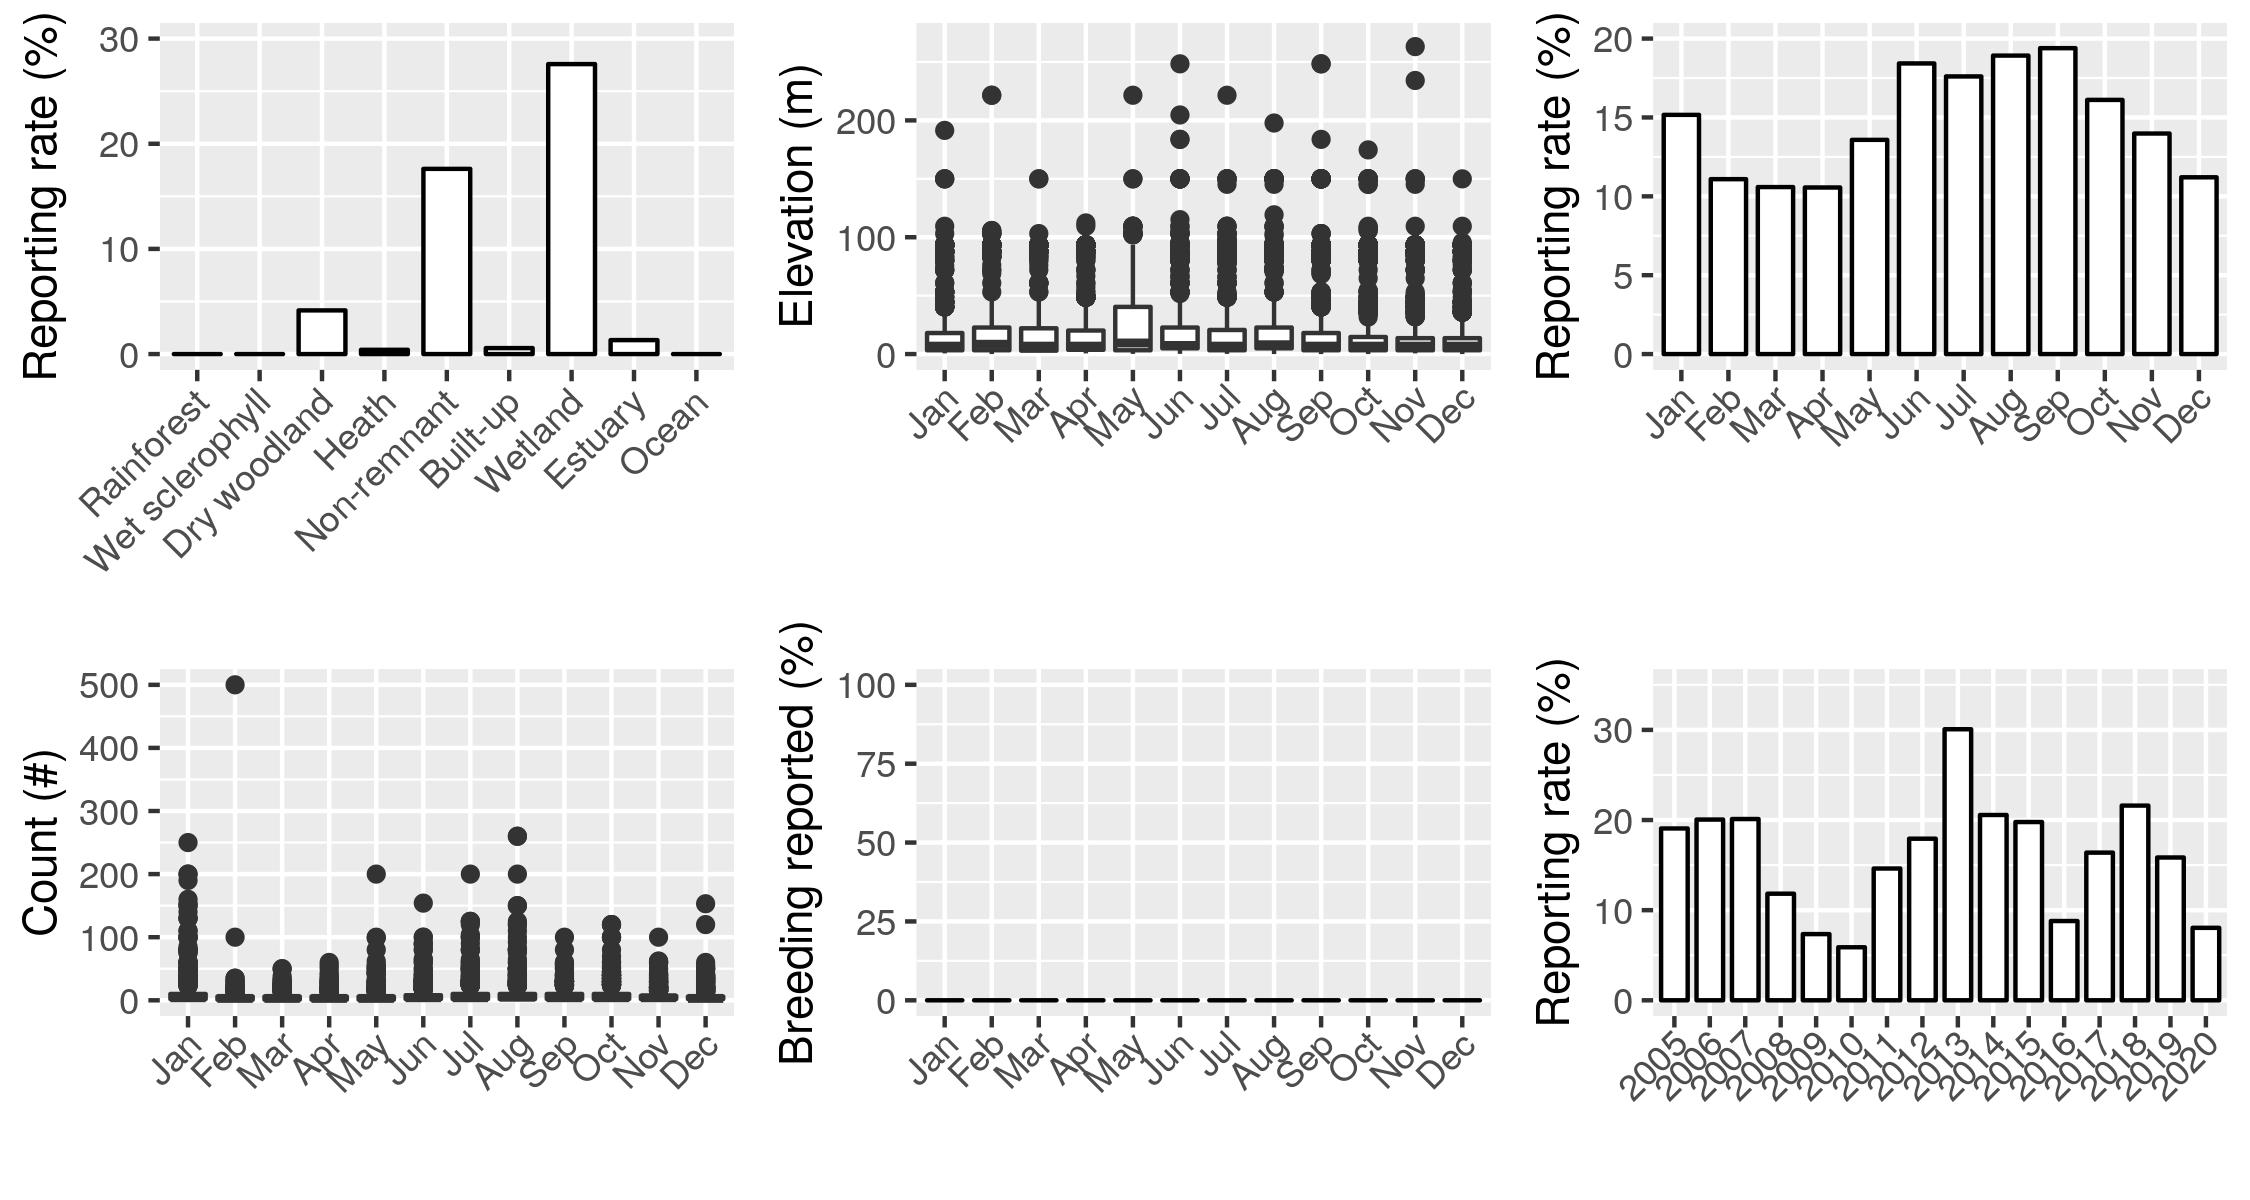 Reporting rate (%)
30
20
10
0
Rainforest
Wet sclerophyll
Dry woodland
Heath
Non-remnant
Built-up
Wetland
Estuary
Ocean
Elevation (m)
200
100
0
Jan
Feb
Mar
Apr
May
Jun
Jul
Aug
Sep
Oct
Nov
Dec
Reporting rate (%)
20
15
10
5
0
Jan
Feb
Mar
Apr
May
Jun
Jul
Aug
Sep
Oct
Nov
Dec
Count (#)
500
400
300
200
100
0
Jan
Feb
Mar
Apr
May
Jun
Jul
Aug
Sep
Oct
Nov
Dec
Breeding reported (%)
100
75
50
25
0
Jan
Feb
Mar
Apr
May
Jun
Jul
Aug
Sep
Oct
Nov
Dec
Reporting rate (%)
30
20
10
0
2005
2006
2007
2008
2009
2010
2011
2012
2013
2014
2015
2016
2017
2018
2019
2020